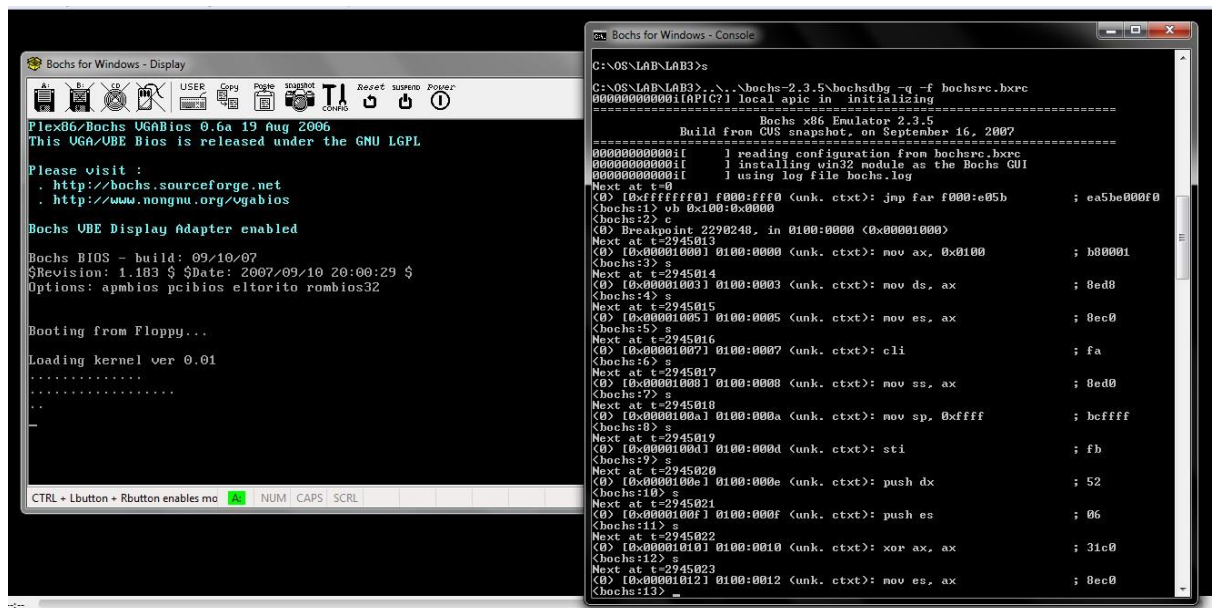 Bochs for Windows - Display
A:
B:
CD
USER
Copy
Paste
snapshot
CONFIG
Reset
SUSPEND
Power
Plex86/Bochs VGABios 0.6a 19 Aug 2006
This VGA/VBE Bios is released under the GNU LGPL
Please visit :
. http://bochs.sourceforge.net
. http://www.nongnu.org/vgabios
Bochs VBE Display Adapter enabled
Bochs BIOS - build: 09/10/07
$Revision: 1.183 $ $Date: 2007/09/10 20:00:29 $
Options: apmbios pcibios eltorito rombios32
Booting from Floppy...
Loading kernel ver 0.01
..............
.................
..
CTRL + Lbutton + Rbutton enables mo A: NUM CAPS SCRL
Bochs for Windows - Console
C:\OS\LAB\LAB3>s
C:\OS\LAB\LAB3>..\..\bochs-2.3.5\bochsdbg -q -f bochsrc.bxrc
00000000000i[APIC?] local apic in  initializing
========================================================================
Bochs x86 Emulator 2.3.5
Build from CVS snapshot, on September 16, 2007
========================================================================
00000000000i[     ] reading configuration from bochsrc.bxrc
00000000000i[     ] installing win32 module as the Bochs GUI
00000000000i[     ] using log file bochs.log
Next at t=0
(0) [0xfffffff0] f000:fff0 (unk. ctxt): jmp far f000:e05b ; ea5be000f0
<bochs:1> vb 0x100:0x0000
<bochs:2> c
(0) Breakpoint 2290248, in 0100:0000 (0x00001000)
Next at t=2945013
(0) [0x00001000] 0100:0000 (unk. ctxt): mov ax, 0x0100 ; b80001
<bochs:3> s
Next at t=2945014
(0) [0x00001003] 0100:0003 (unk. ctxt): mov ds, ax ; 8ed8
<bochs:4> s
Next at t=2945015
(0) [0x00001005] 0100:0005 (unk. ctxt): mov es, ax ; 8ec0
<bochs:5> s
Next at t=2945016
(0) [0x00001007] 0100:0007 (unk. ctxt): cli ; fa
<bochs:6> s
Next at t=2945017
(0) [0x00001008] 0100:0008 (unk. ctxt): mov ss, ax ; 8ed0
<bochs:7> s
Next at t=2945018
(0) [0x0000100a] 0100:000a (unk. ctxt): mov sp, 0xffff ; bcffff
<bochs:8> s
Next at t=2945019
(0) [0x0000100d] 0100:000d (unk. ctxt): sti ; fb
<bochs:9> s
Next at t=2945020
(0) [0x0000100e] 0100:000e (unk. ctxt): push dx ; 52
<bochs:10> s
Next at t=2945021
(0) [0x0000100f] 0100:000f (unk. ctxt): push es ; 06
<bochs:11> s
Next at t=2945022
(0) [0x00001010] 0100:0010 (unk. ctxt): xor ax, ax ; 31c0
<bochs:12> s
Next at t=2945023
(0) [0x00001012] 0100:0012 (unk. ctxt): mov es, ax ; 8ec0
<bochs:13> _